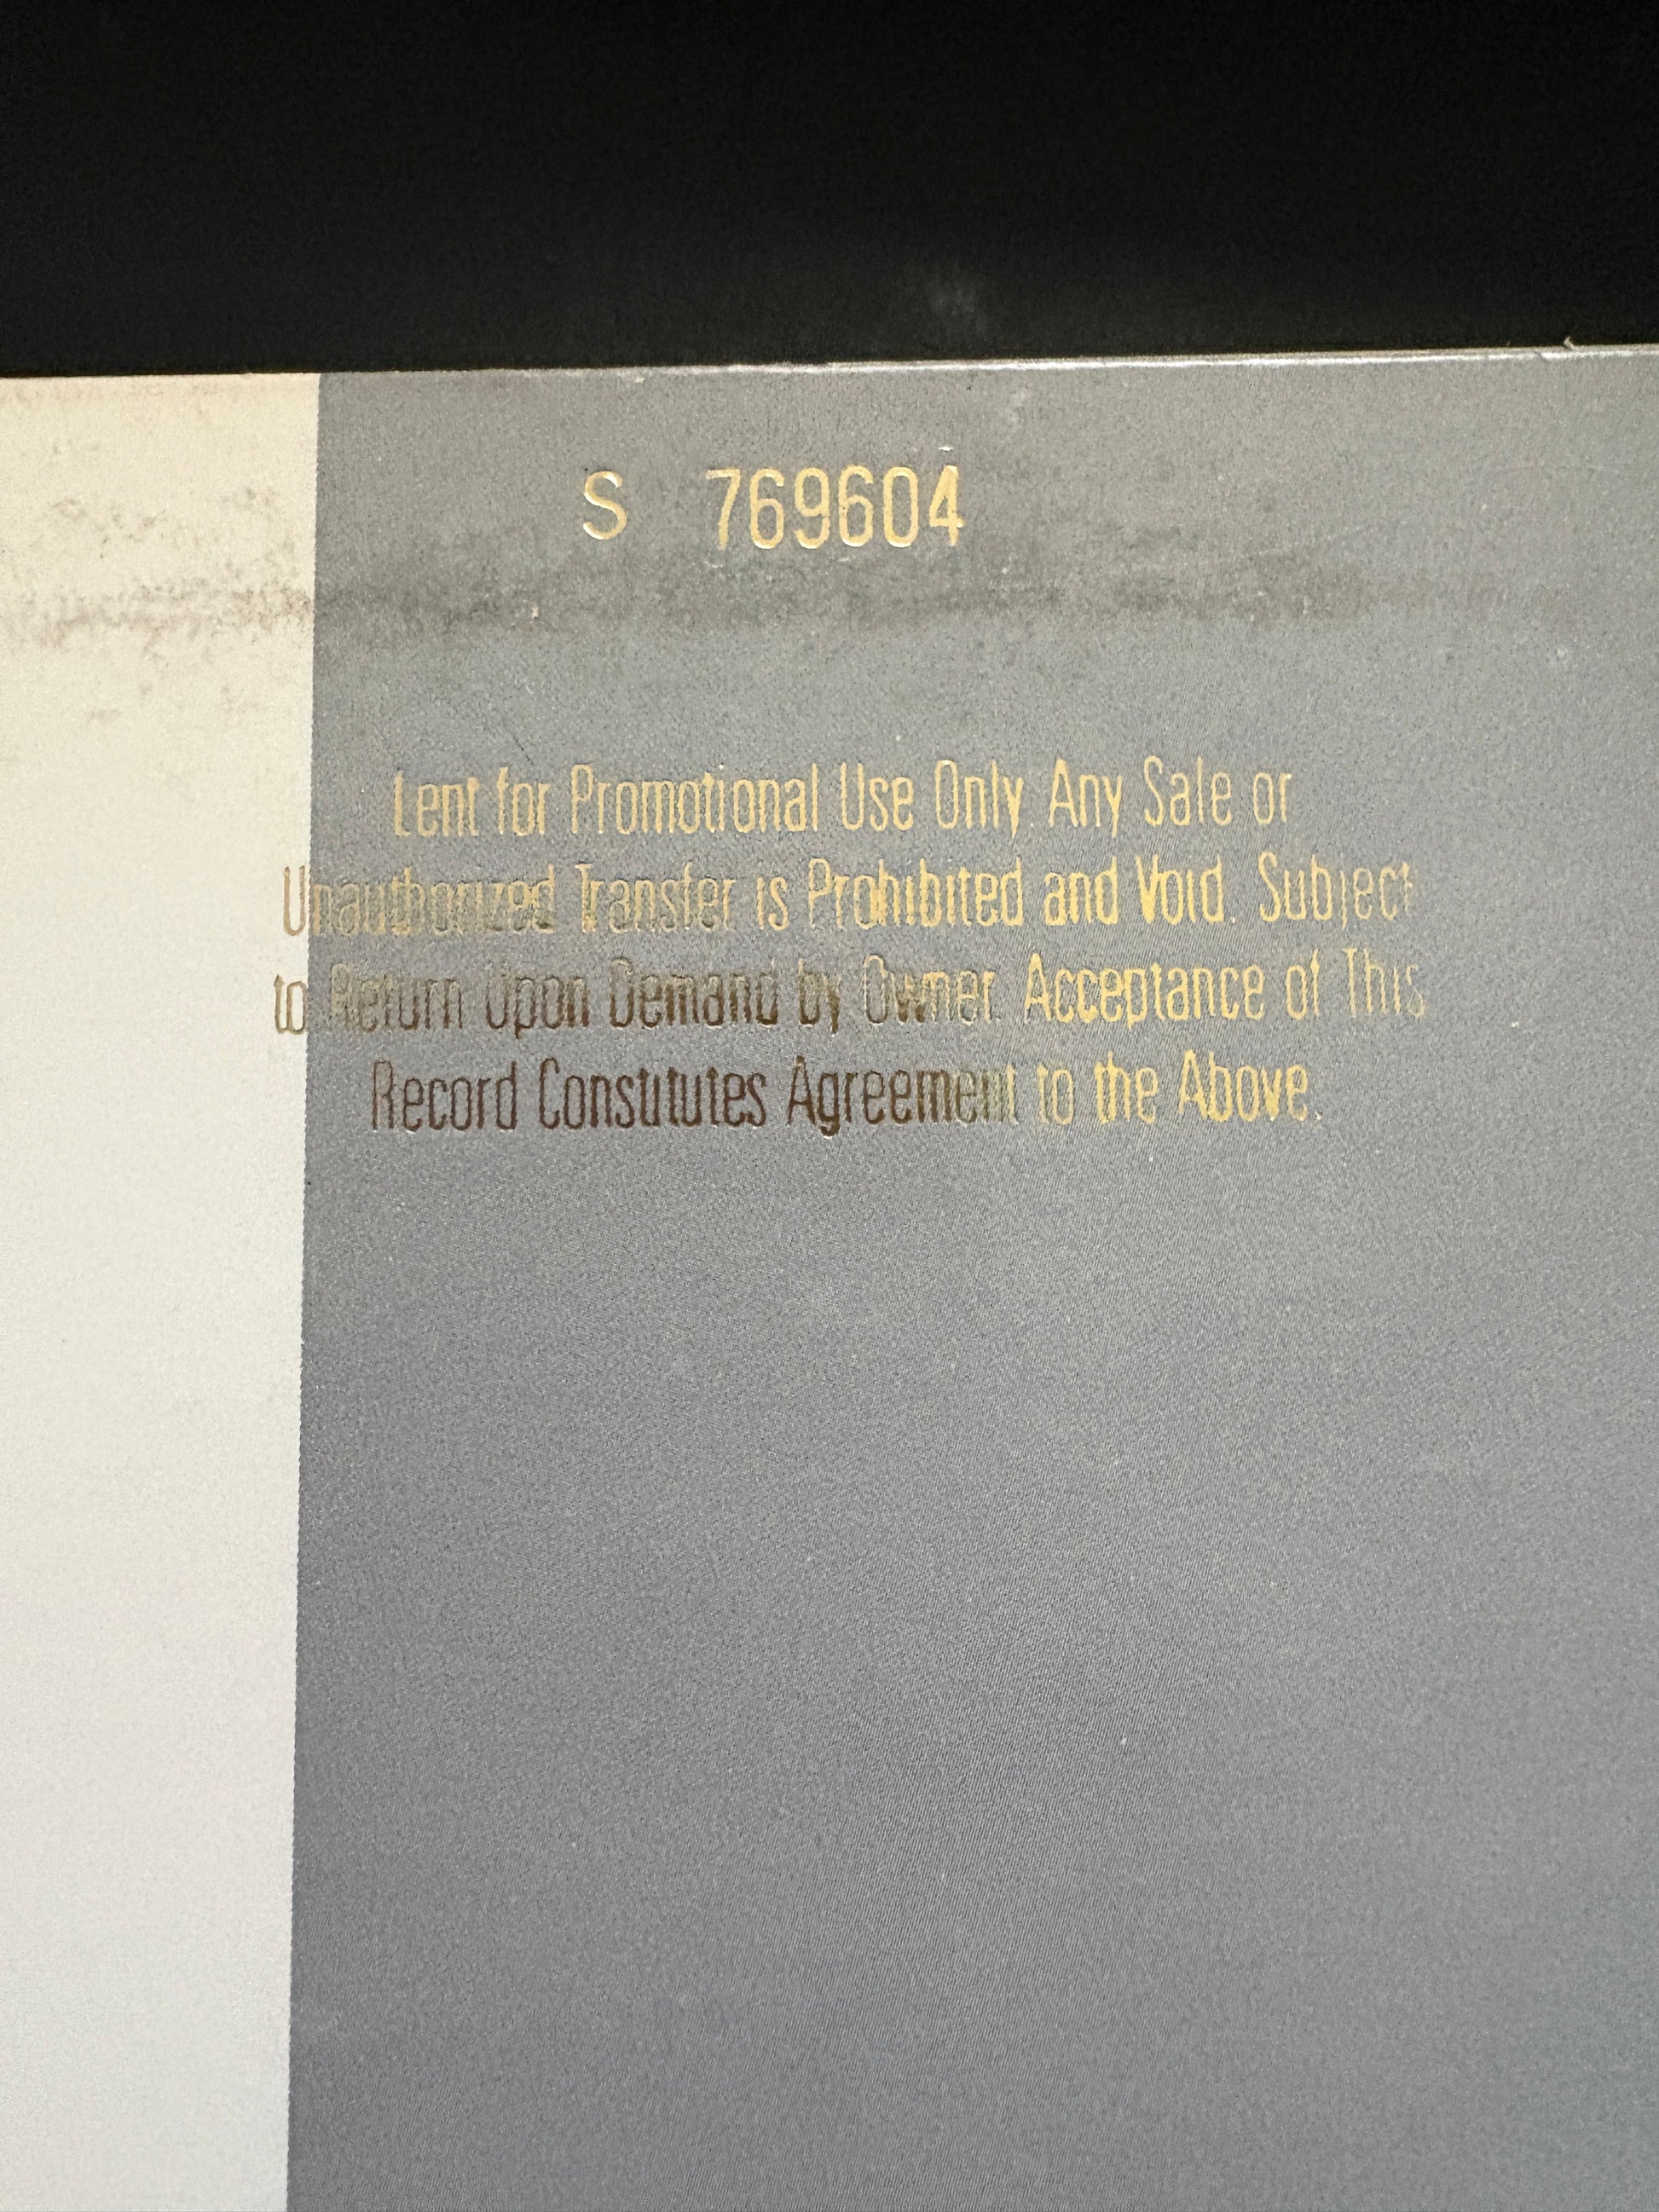 S 769604
Lent for Promotional Use Only. Any Sale or
Unauthorized Transfer is Prohibited and Void. Subject
to Return Upon Demand by Owner. Acceptance of This
Record Constitutes Agreement to the Above.